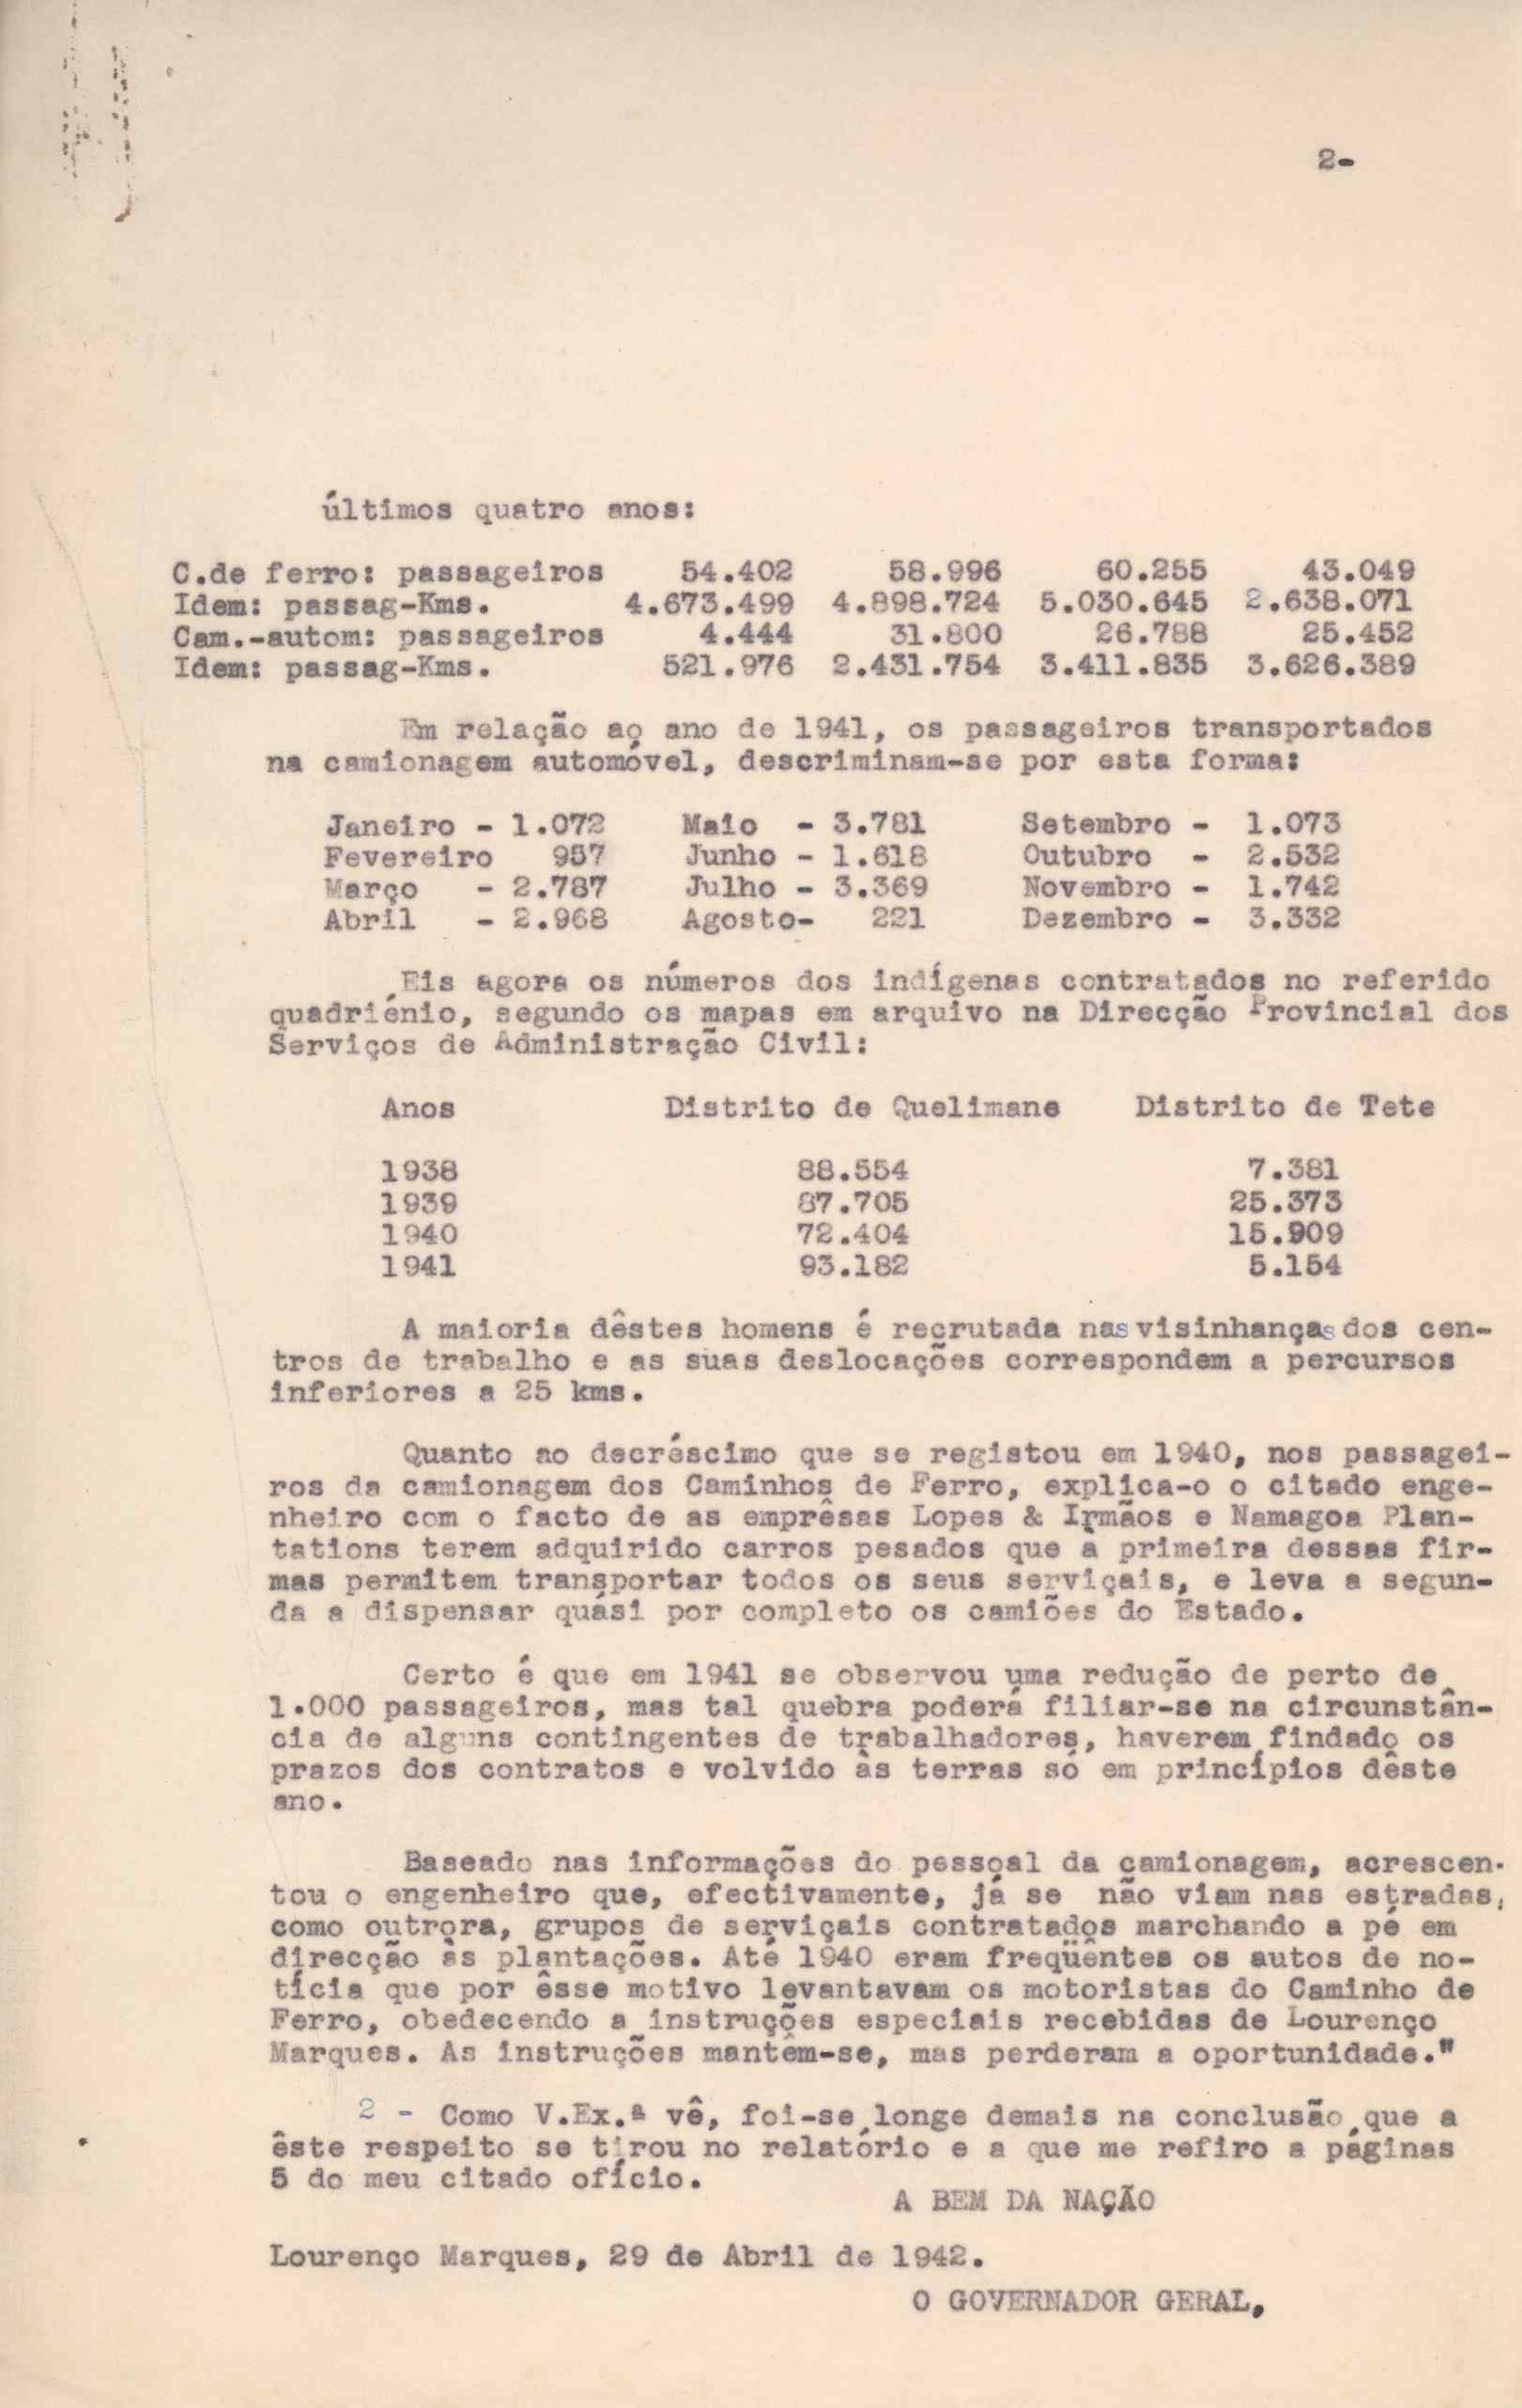 2-
últimos quatro anos:
C.de ferro: passageiros 54.402 58.996 60.255 43.049
Idem: passag-Kms. 4.673.499 4.898.724 5.030.645 2.638.071
Cam.-autom: passageiros 4.444 31.800 26.788 25.452
Idem: passag-Kms. 521.976 2.431.754 3.411.835 3.626.389
Em relação ao ano de 1941, os passageiros transportados
na camionagem automóvel, descriminam-se por esta forma:
Janeiro - 1.072 Maio - 3.781 Setembro - 1.073
Fevereiro 957 Junho - 1.618 Outubro - 2.532
Março - 2.787 Julho - 3.369 Novembro - 1.742
Abril - 2.968 Agosto- 221 Dezembro - 3.332
Eis agora os números dos indígenas contratados no referido
quadriénio, segundo os mapas em arquivo na Direcção Provincial dos
Serviços de Administração Civil:
Anos Distrito de Quelimane Distrito de Tete
1938 88.554 7.381
1939 87.705 25.373
1940 72.404 15.909
1941 93.182 5.154
A maioria dêstes homens é recrutada nas visinhanças dos cen-
tros de trabalho e as suas deslocações correspondem a percursos
inferiores a 25 kms.
Quanto ao decréscimo que se registou em 1940, nos passagei-
ros da camionagem dos Caminhos de Ferro, explica-o o citado enge-
nheiro com o facto de as emprêsas Lopes & Irmãos e Namagoa Plan-
tations terem adquirido carros pesados que à primeira dessas fir-
mas permitem transportar todos os seus serviçais, e leva a segun-
da a dispensar quási por completo os camiões do Estado.
Certo é que em 1941 se observou uma redução de perto de
1.000 passageiros, mas tal quebra poderá filiar-se na circunstân-
cia de alguns contingentes de trabalhadores, haverem findado os
prazos dos contratos e volvido às terras só em princípios dêste
ano.
Baseado nas informações do pessoal da camionagem, acrescen-
tou o engenheiro que, efectivamente, já se não viam nas estradas,
como outrora, grupos de serviçais contratados marchando a pé em
direcção às plantações. Até 1940 eram freqüêntes os autos de no-
tícia que por êsse motivo levantavam os motoristas do Caminho de
Ferro, obedecendo a instruções especiais recebidas de Lourenço
Marques. As instruções mantêm-se, mas perderam a oportunidade."
2 - Como V.Ex.ª vê, foi-se longe demais na conclusão que a
êste respeito se tirou no relatório e a que me refiro a páginas
5 do meu citado ofício.
A BEM DA NAÇÃO
Lourenço Marques, 29 de Abril de 1942.
O GOVERNADOR GERAL,